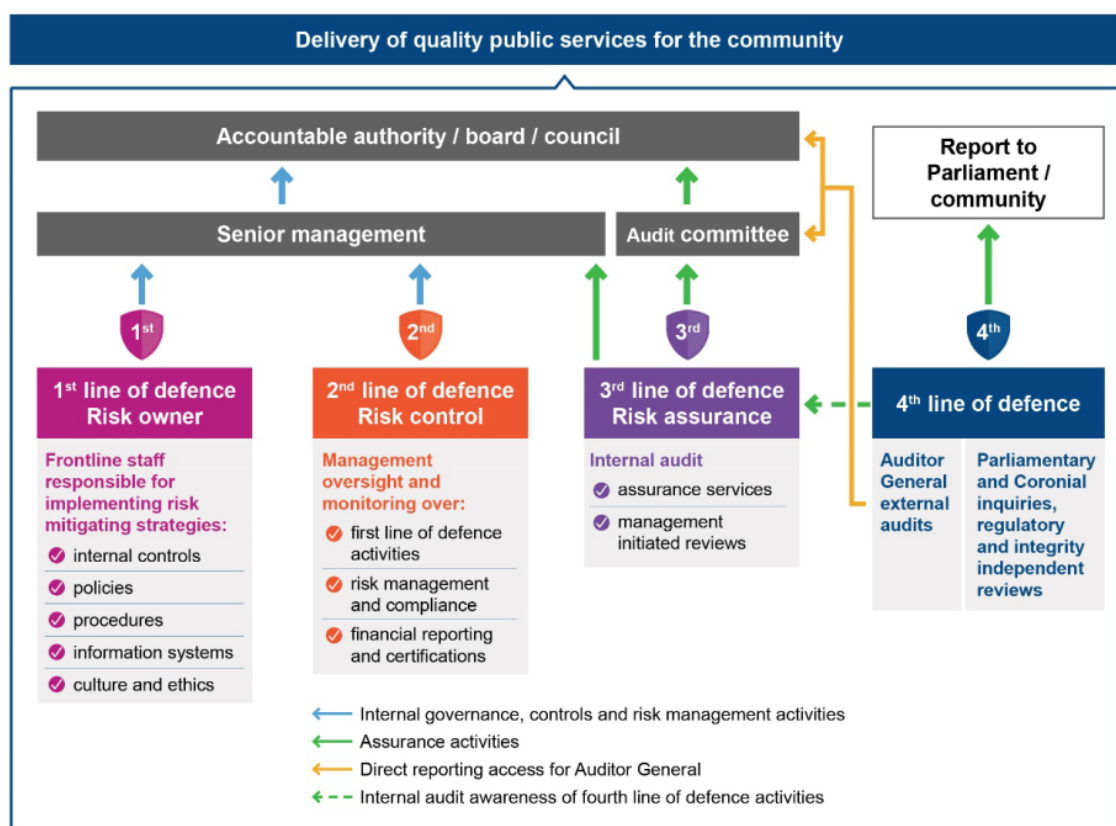 Delivery of quality public services for the community
Accountable authority / board / council
Report to
Parliament /
community
Senior management
Audit committee
1st
2nd
3rd
4th
1st line of defence
Risk owner
Frontline staff
responsible for
implementing risk
mitigating strategies:
internal controls
policies
procedures
information systems
culture and ethics
2nd line of defence
Risk control
Management
oversight and
monitoring over:
first line of defence
activities
risk management
and compliance
financial reporting
and certifications
3rd line of defence
Risk assurance
Internal audit
assurance services
management
initiated reviews
4th line of defence
Auditor
General
external
audits
Parliamentary
and Coronial
inquiries,
regulatory
and integrity
independent
reviews
Internal governance, controls and risk management activities
Assurance activities
Direct reporting access for Auditor General
Internal audit awareness of fourth line of defence activities